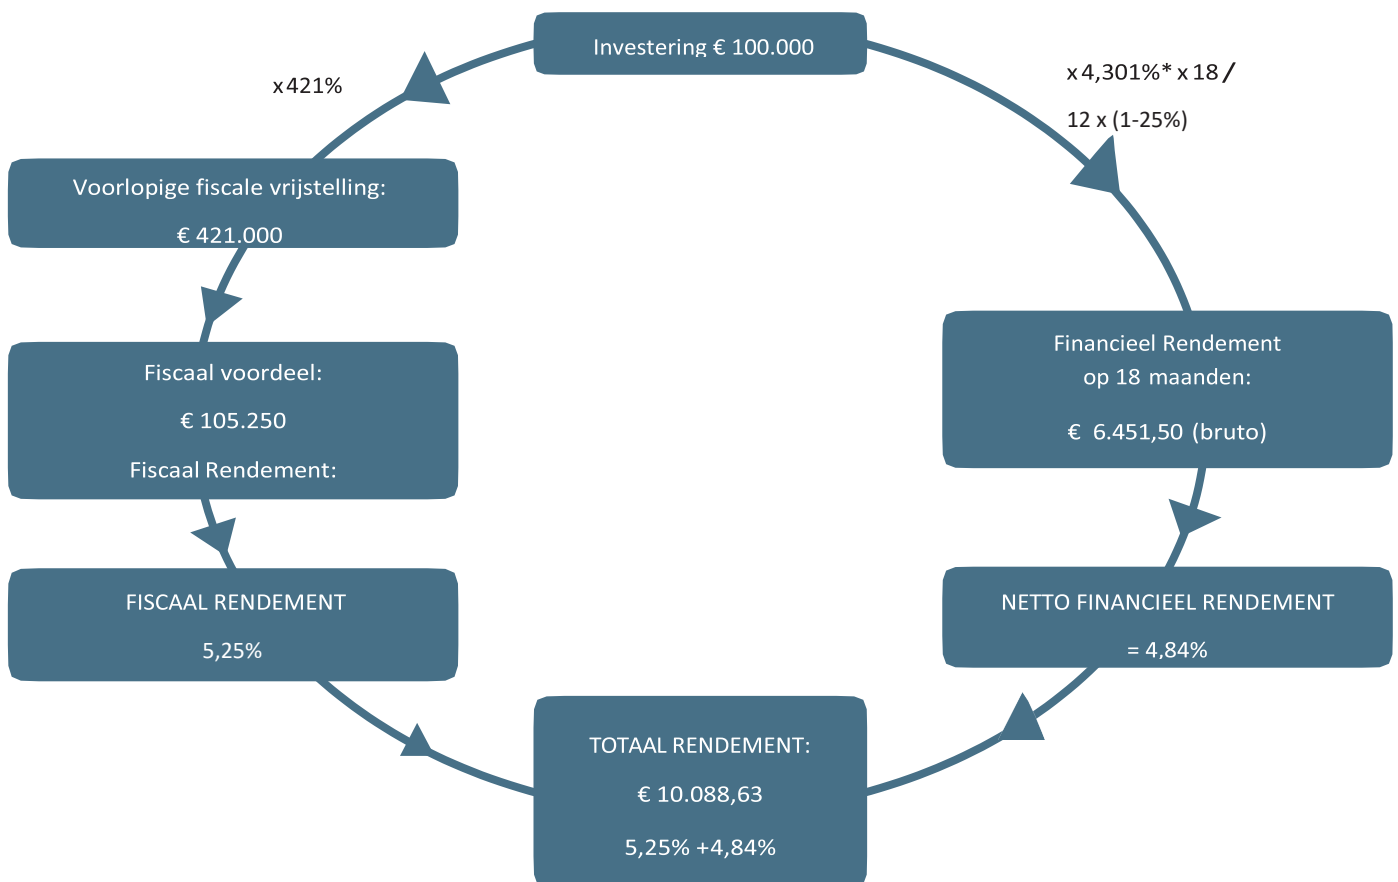 Investering € 100.000
x 421%
x 4,301%* x 18 /
12 x (1-25%)
Voorlopige fiscale vrijstelling:
€ 421.000
Fiscaal voordeel:
€ 105.250
Fiscaal Rendement:
Financieel Rendement
op 18 maanden:
€ 6.451,50 (bruto)
FISCAAL RENDEMENT
5,25%
NETTO FINANCIEEL RENDEMENT
= 4,84%
TOTAAL RENDEMENT:
€ 10.088,63
5,25% +4,84%